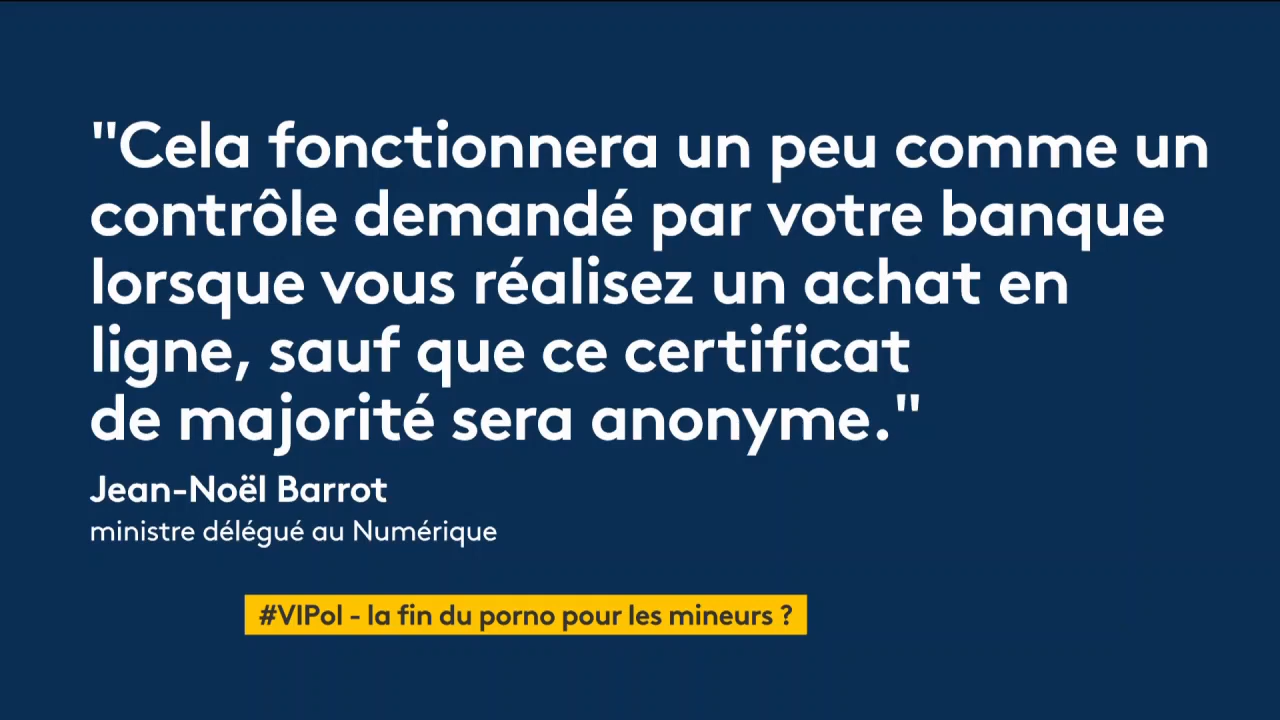 "Cela fonctionnera un peu comme un
contrôle demandé par votre banque
lorsque vous réalisez un achat en
ligne, sauf que ce certificat
de majorité sera anonyme."
Jean-Noël Barrot
ministre délégué au Numérique
#VIPol - la fin du porno pour les mineurs ?